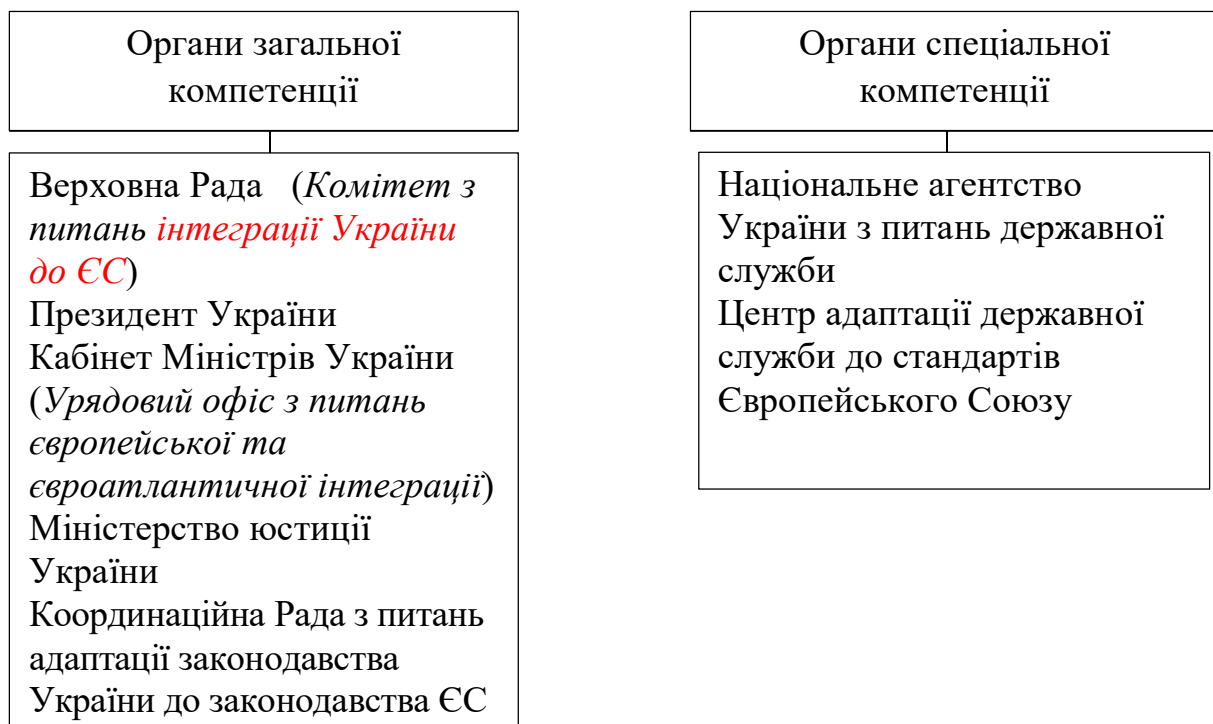 Органи загальної
компетенції
Верховна Рада (Комітет з
питань інтеграції України
до ЄС)
Президент України
Кабінет Міністрів України
(Урядовий офіс з питань
європейської та
євроатлантичної інтеграції)
Міністерство юстиції
України
Координаційна Рада з питань
адаптації законодавства
України до законодавства ЄС
Органи спеціальної
компетенції
Національне агентство
України з питань державної
служби
Центр адаптації державної
служби до стандартів
Європейського Союзу